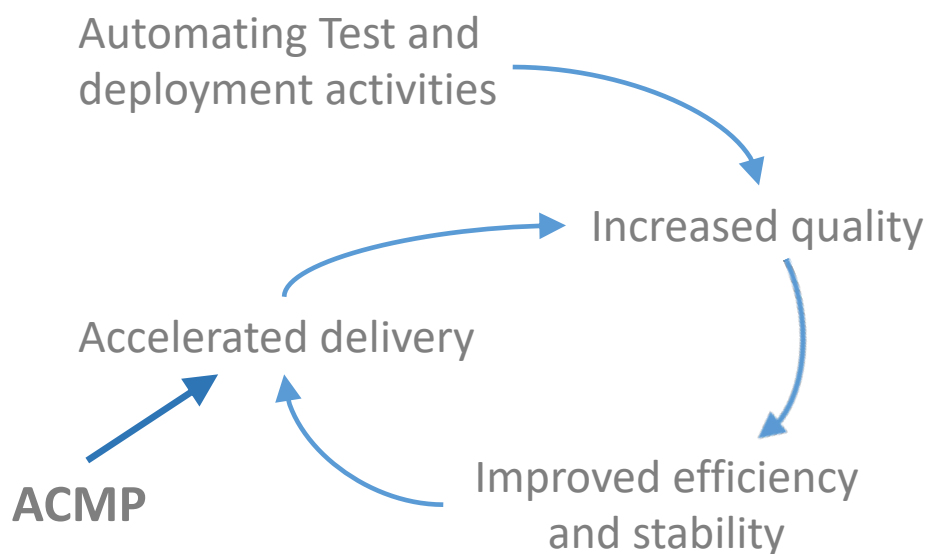 Automating Test and
deployment activities
Increased quality
Accelerated delivery
ACMP
Improved efficiency
and stability